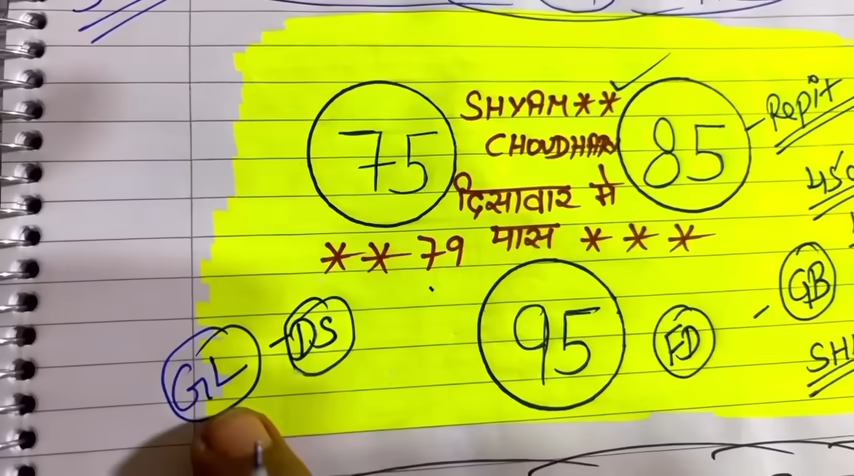 SHYAM**
75 CHOUDHARY 85 - Repit
दिसावार मे
** 79 पास ***
GL - DS 95 FD - GB